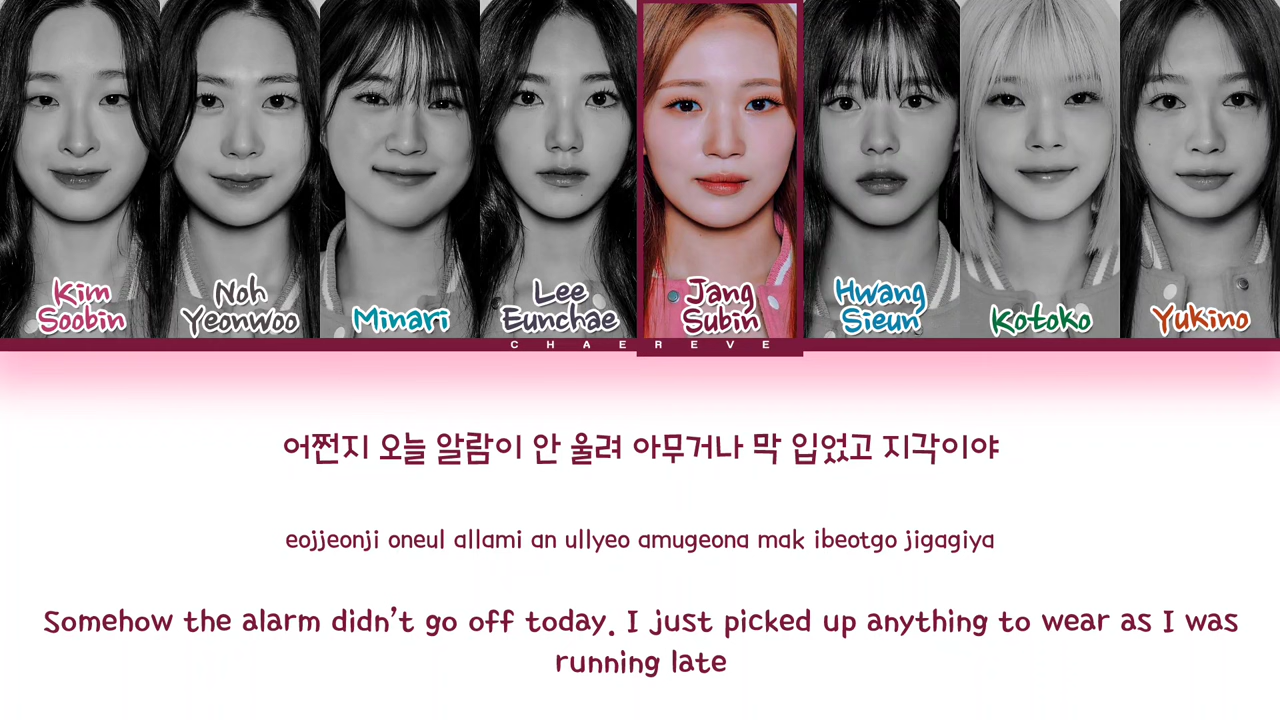 Kim
Soobin
Noh
Yeonwoo
Minari
Lee
Eunchae
Jang
Subin
Hwang
Sieun
Kotoko
Yukino
CHAEREVE
어쩐지 오늘 알람이 안 울려 아무거나 막 입었고 지각이야
eojjeonji oneul allami an ullyeo amugeona mak ibeotgo jigagiya
Somehow the alarm didn't go off today. I just picked up anything to wear as I was
running late